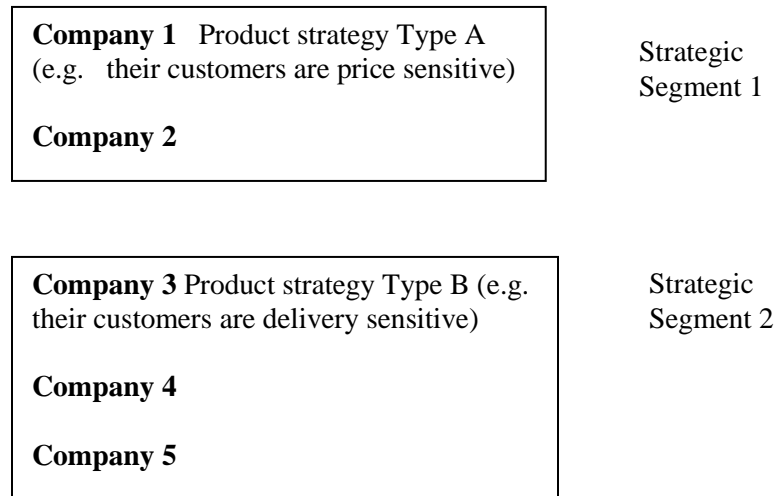 Company 1 Product strategy Type A
(e.g. their customers are price sensitive)
Company 2
Strategic
Segment 1
Company 3 Product strategy Type B (e.g.
their customers are delivery sensitive)
Company 4
Company 5
Strategic
Segment 2